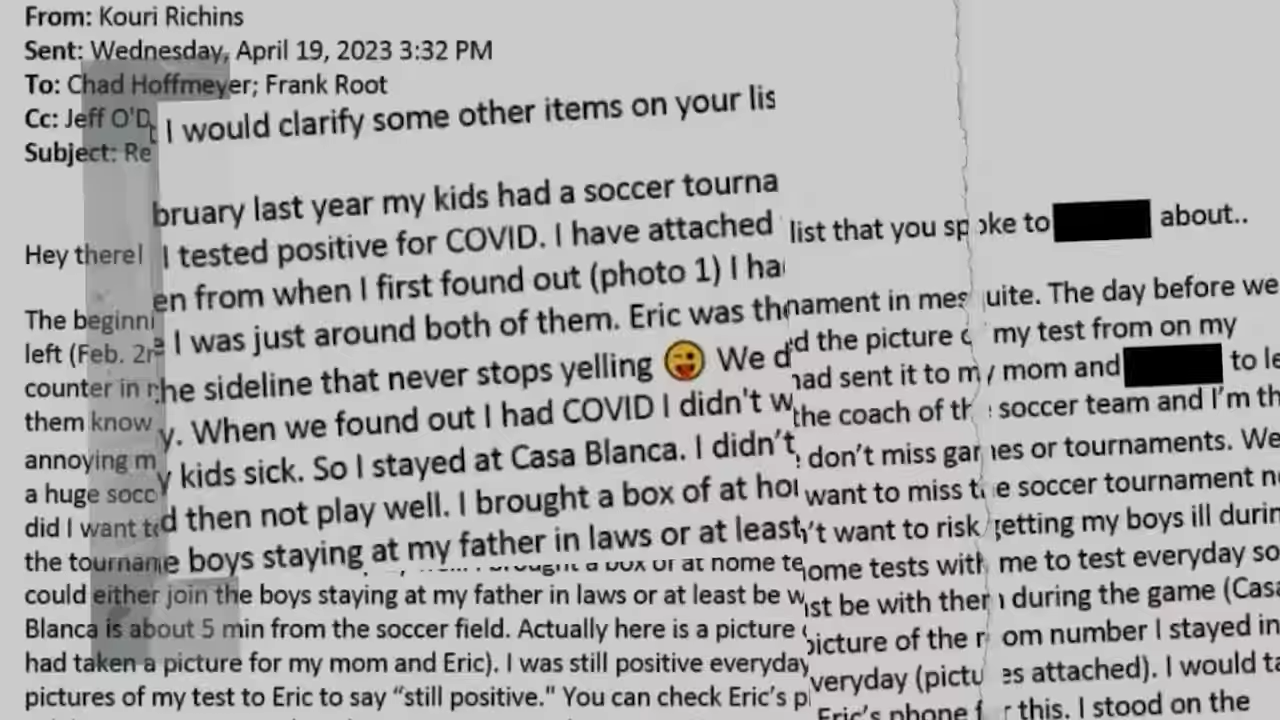 From: Kouri Richins
Sent: Wednesday, April 19, 2023 3:32 PM
To: Chad Hoffmeyer; Frank Root
Cc: Jeff O'D
Subject: Re
Hey there!
The beginni
left (Feb. 2
counter in
them know
annoying m
a huge socc
did I want t
the tourna
could either join the boys staying at my father in laws or at least be w
Blanca is about 5 min from the soccer field. Actually here is a picture
had taken a picture for my mom and Eric). I was still positive everyday
pictures of my test to Eric to say “still positive." You can check Eric’s p
I would clarify some other items on your lis
bruary last year my kids had a soccer tourna
I tested positive for COVID. I have attached
en from when I first found out (photo 1) I ha
I was just around both of them. Eric was th
he sideline that never stops yelling 😜 We d
y. When we found out I had COVID I didn't w
y kids sick. So I stayed at Casa Blanca. I didn’t
d then not play well. I brought a box of at ho
e boys staying at my father in laws or at least
list that you spoke to about..
nament in mesquite. The day before we
d the picture my test from on my
had sent it to my mom and to le
the coach of th soccer team and I’m th
don’t miss games or tournaments. We
want to miss the soccer tournament n
't want to risk getting my boys ill durin
ome tests with me to test everyday so
st be with them during the game (Casa
picture of the room number I stayed in
veryday (pictures attached). I would ta
Eric’s phone for this. I stood on the